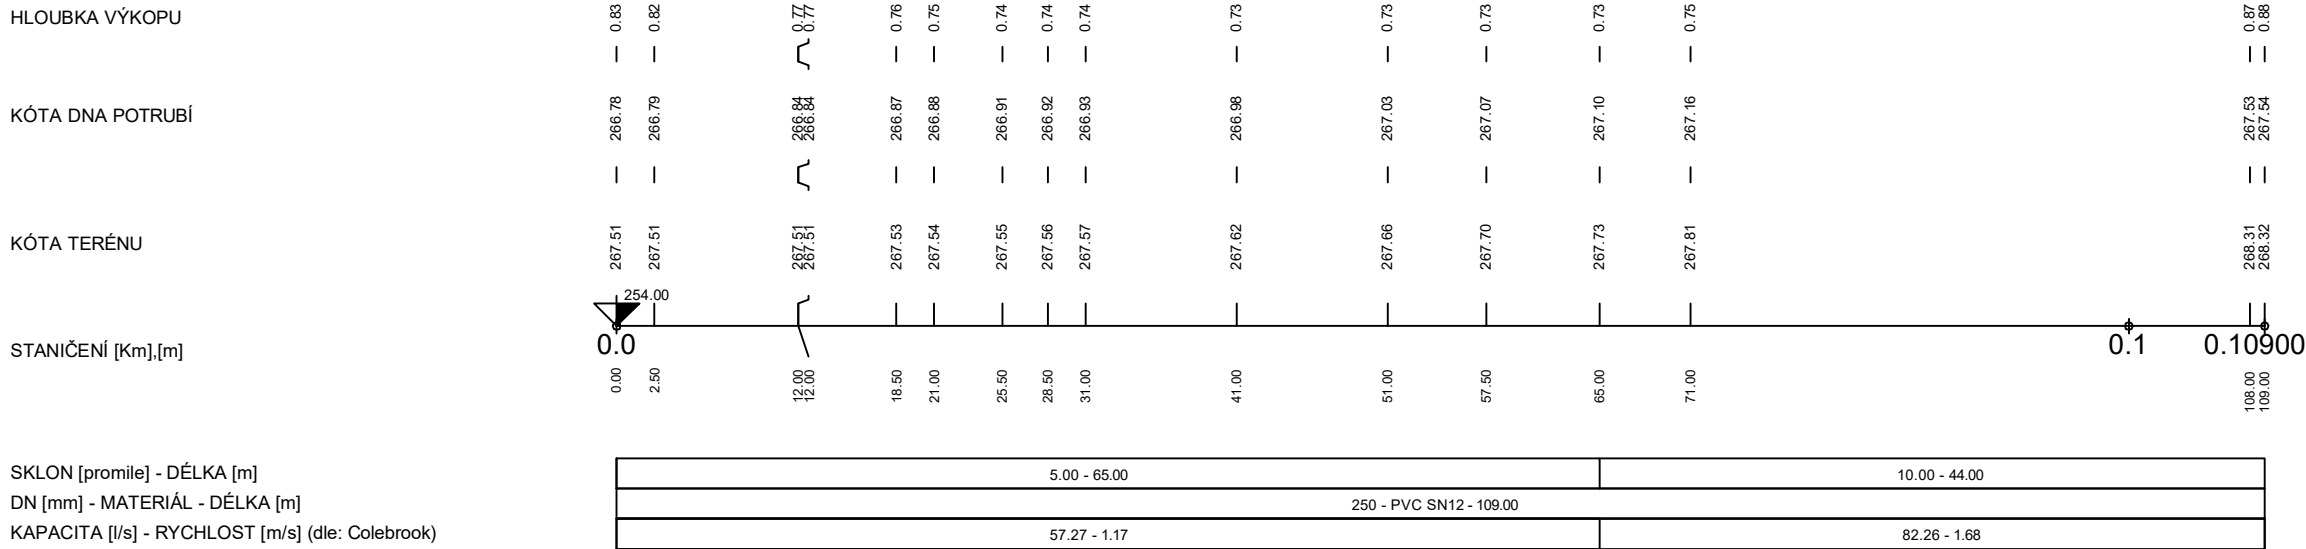 HLOUBKA VÝKOPU 0.83 0.82 0.77 0.77 0.76 0.75 0.74 0.74 0.74 0.73 0.73 0.73 0.73 0.75 0.87 0.88
KÓTA DNA POTRUBÍ 266.78 266.79 266.84 266.84 266.87 266.88 266.91 266.92 266.93 266.98 267.03 267.07 267.10 267.16 267.53 267.54
KÓTA TERÉNU 267.51 267.51 267.51 267.51 267.53 267.54 267.55 267.56 267.57 267.62 267.66 267.70 267.73 267.81 268.31 268.32
254.00
STANIČENÍ [Km],[m] 0.0 0.1 0.10900
0.00 2.50 12.00 12.00 18.50 21.00 25.50 28.50 31.00 41.00 51.00 57.50 65.00 71.00 108.00 109.00
SKLON [promile] - DÉLKA [m] 5.00 - 65.00 10.00 - 44.00
DN [mm] - MATERIÁL - DÉLKA [m] 250 - PVC SN12 - 109.00
KAPACITA [l/s] - RYCHLOST [m/s] (dle: Colebrook) 57.27 - 1.17 82.26 - 1.68